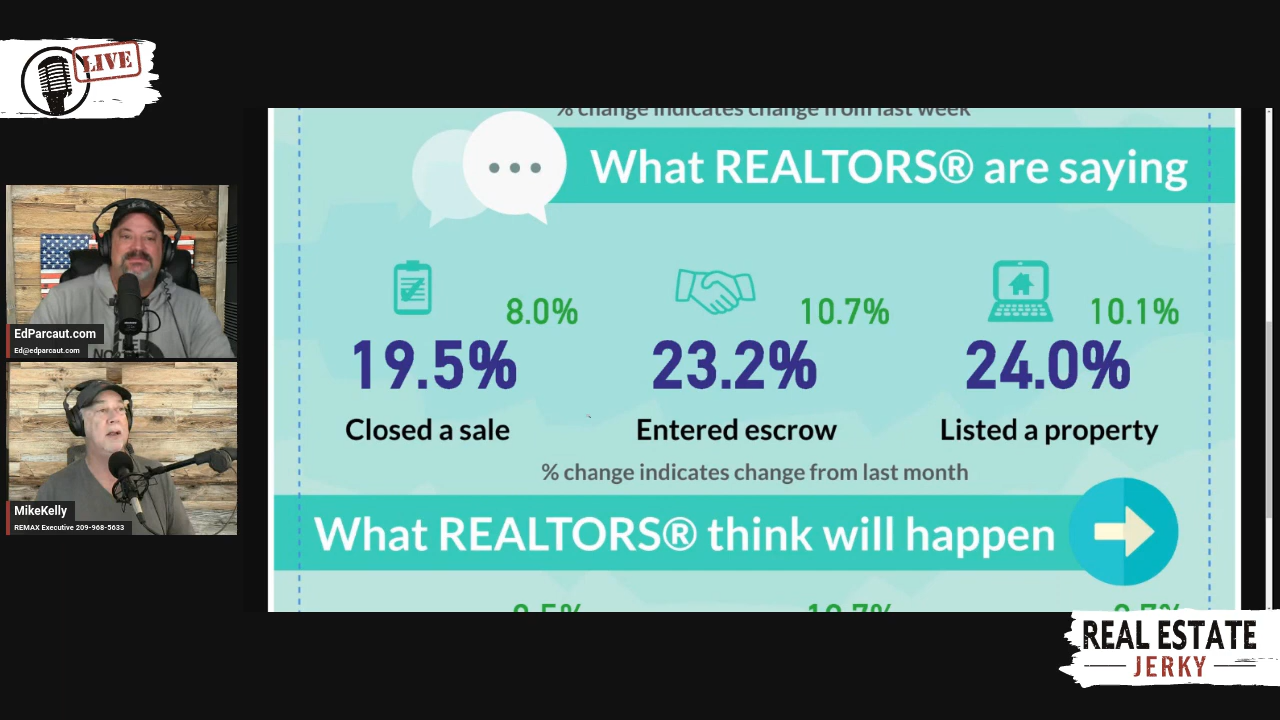 LIVE
% change indicates change from last week
What REALTORS® are saying
8.0%
10.7%
10.1%
19.5%
23.2%
24.0%
Closed a sale
Entered escrow
Listed a property
% change indicates change from last month
What REALTORS® think will happen
10.7%
EdParcaut.com
Ed@edparcaut.com
MikeKelly
REMAX Executive 209-968-5633
REAL ESTATE
JERKY